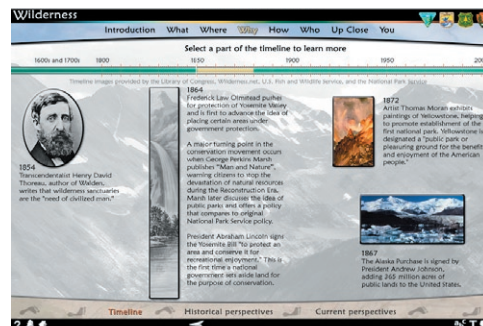 Wilderness
Introduction What Where Why How Who Up Close You
Select a part of the timeline to learn more
1600s and 1700s 1800 1850 1900 1950 200
Timeline images provided by the Library of Congress, Wilderness.net, U.S. Fish and Wildlife Service, and the National Park Service
1854
Transcendentalist Henry David
Thoreau, author of Walden,
writes that wilderness sanctuaries
are the "need of civilized man."
1864
Frederick Law Olmstead pushes
for protection of Yosemite Valley
and is first to advance the idea of
placing certain areas under
government protection.
A major turning point in the
conservation movement occurs
when George Perkins Marsh
publishes "Man and Nature",
warning citizens to stop the
devastation of natural resources
during the Reconstruction Era.
Marsh later discusses the idea of
public parks and offers a policy
that compares to original
National Park Service policy.
President Abraham Lincoln signs
the Yosemite Bill "to protect an
area and conserve it for
recreational enjoyment." This is
the first time a national
government sets aside land for
the purpose of conservation.
1872
Artist Thomas Moran exhibits
paintings of Yellowstone, helping
to promote establishment of the
first national park. Yellowstone is
designated a "public park or
pleasuring ground for the benefit
and enjoyment of the American
people."
1867
The Alaska Purchase is signed by
President Andrew Johnson,
adding 365 million acres of
public lands to the United States.
Timeline Historical perspectives Current perspectives